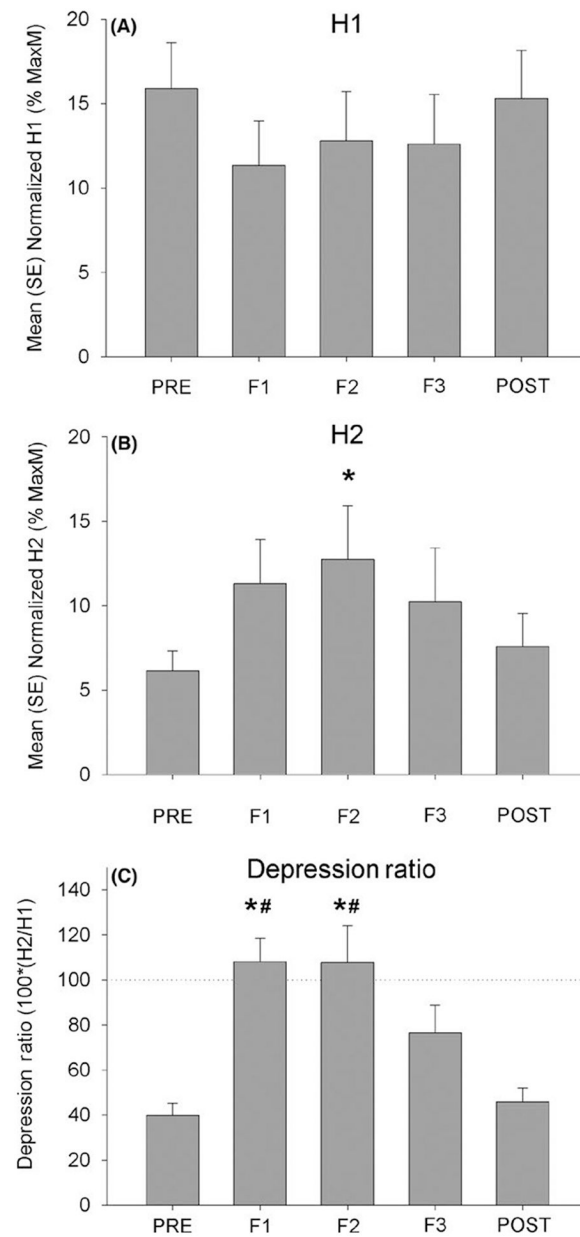 (A) H1
Mean (SE) Normalized H1 (% MaxM)
20
15
10
5
0
PRE F1 F2 F3 POST
(B) H2
Mean (SE) Normalized H2 (% MaxM)
20
*
15
10
5
0
PRE F1 F2 F3 POST
(C) Depression ratio
Depression ratio (100*(H2/H1)
140
*# *#
120
100
80
60
40
20
0
PRE F1 F2 F3 POST